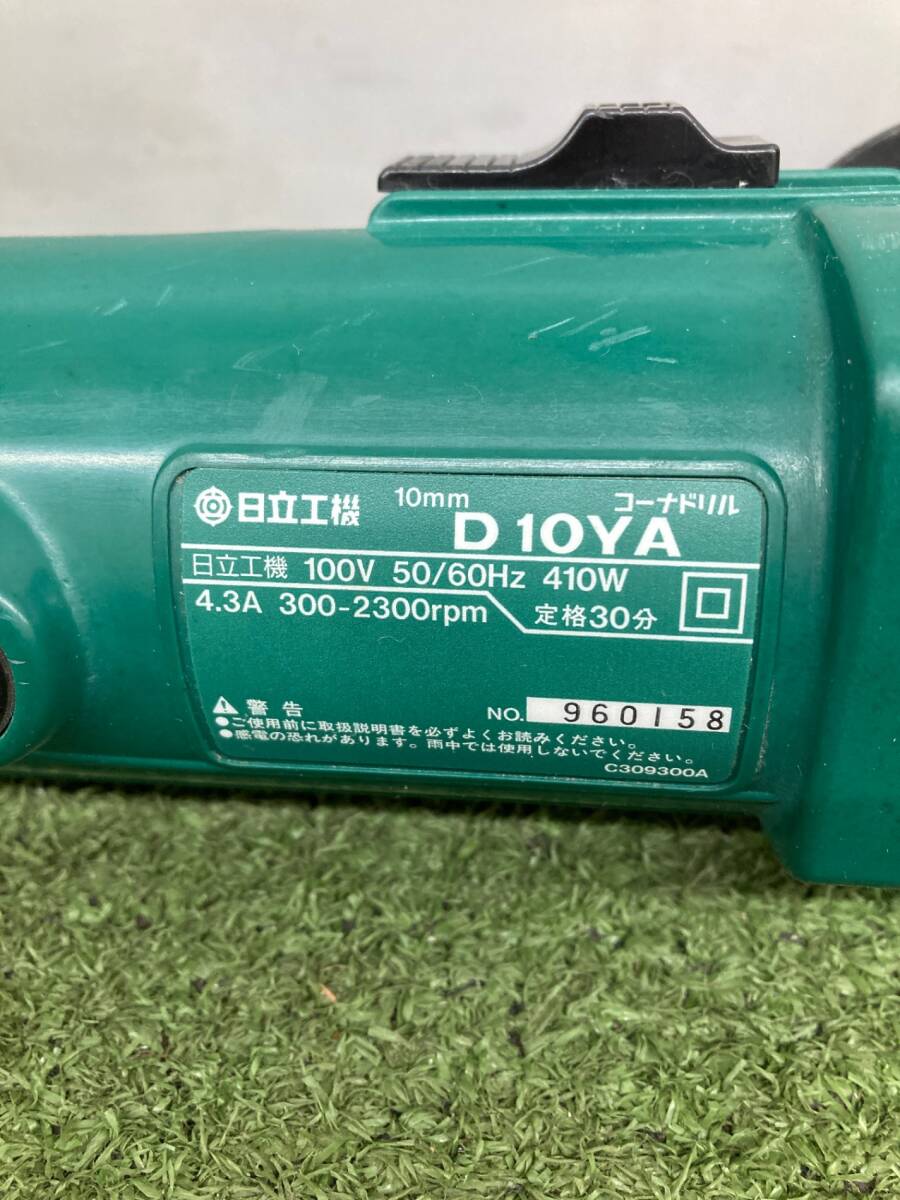 日立工機 10mm コーナドリル
D10YA
日立工機 100V 50/60Hz 410W
4.3A 300-2300rpm 定格30分
警告
NO. 960158
●ご使用前に取扱説明書を必ずよくお読みください。
●感電の恐れがあります。雨中では使用しないでください。
C309300A